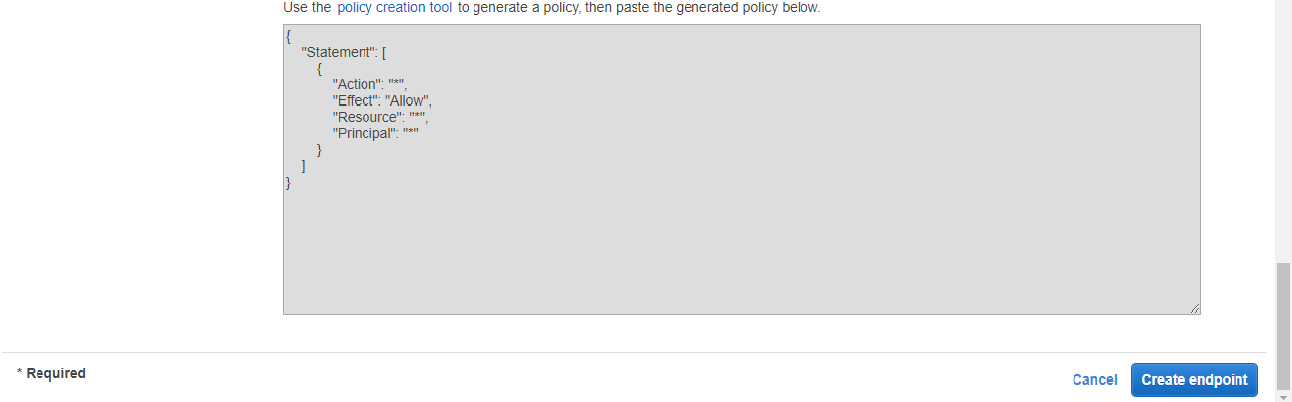 Use the policy creation tool to generate a policy, then paste the generated policy below.
{
"Statement": [
{
"Action": "*",
"Effect": "Allow",
"Resource": "*",
"Principal": "*"
}
]
}
* Required
Cancel
Create endpoint